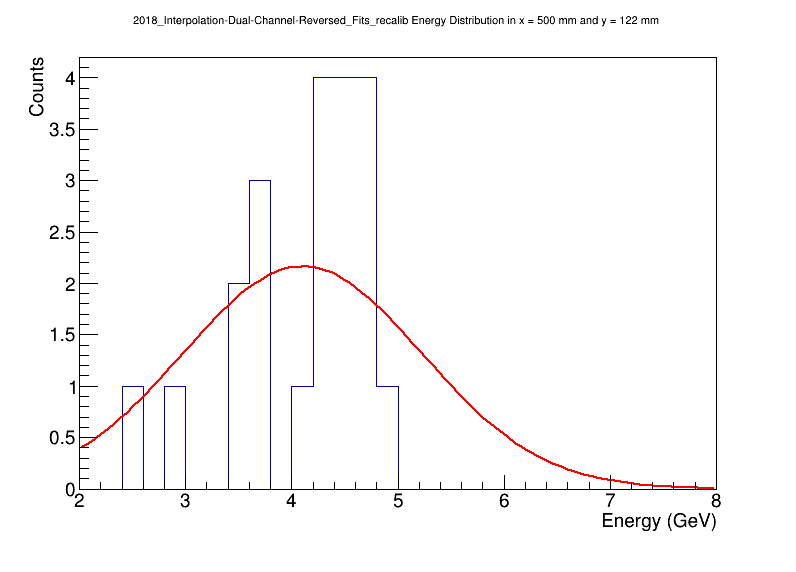 2018_Interpolation-Dual-Channel-Reversed_Fits_recalib Energy Distribution in x = 500 mm and y = 122 mm
Counts
4
3.5
3
2.5
2
1.5
1
0.5
0
2 3 4 5 6 7 8
Energy (GeV)